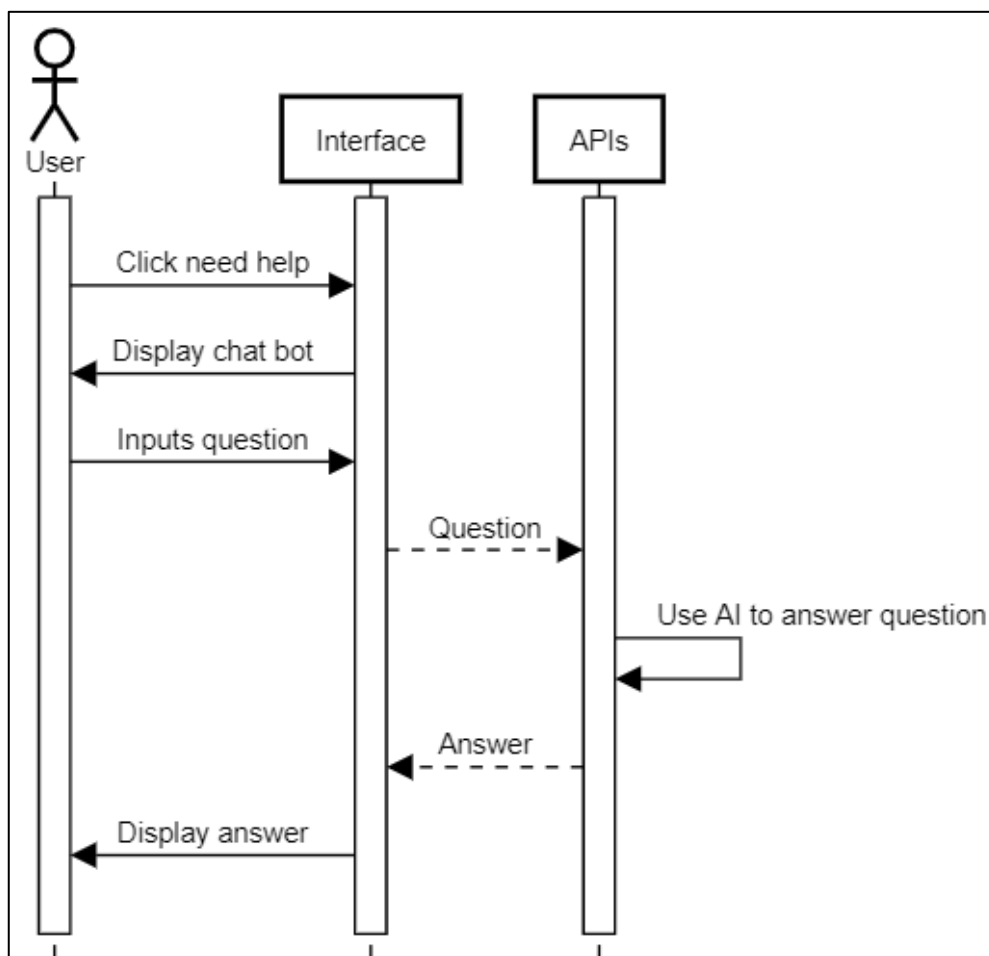 User
Interface
APIs
Click need help
Display chat bot
Inputs question
Question
Use AI to answer question
Answer
Display answer